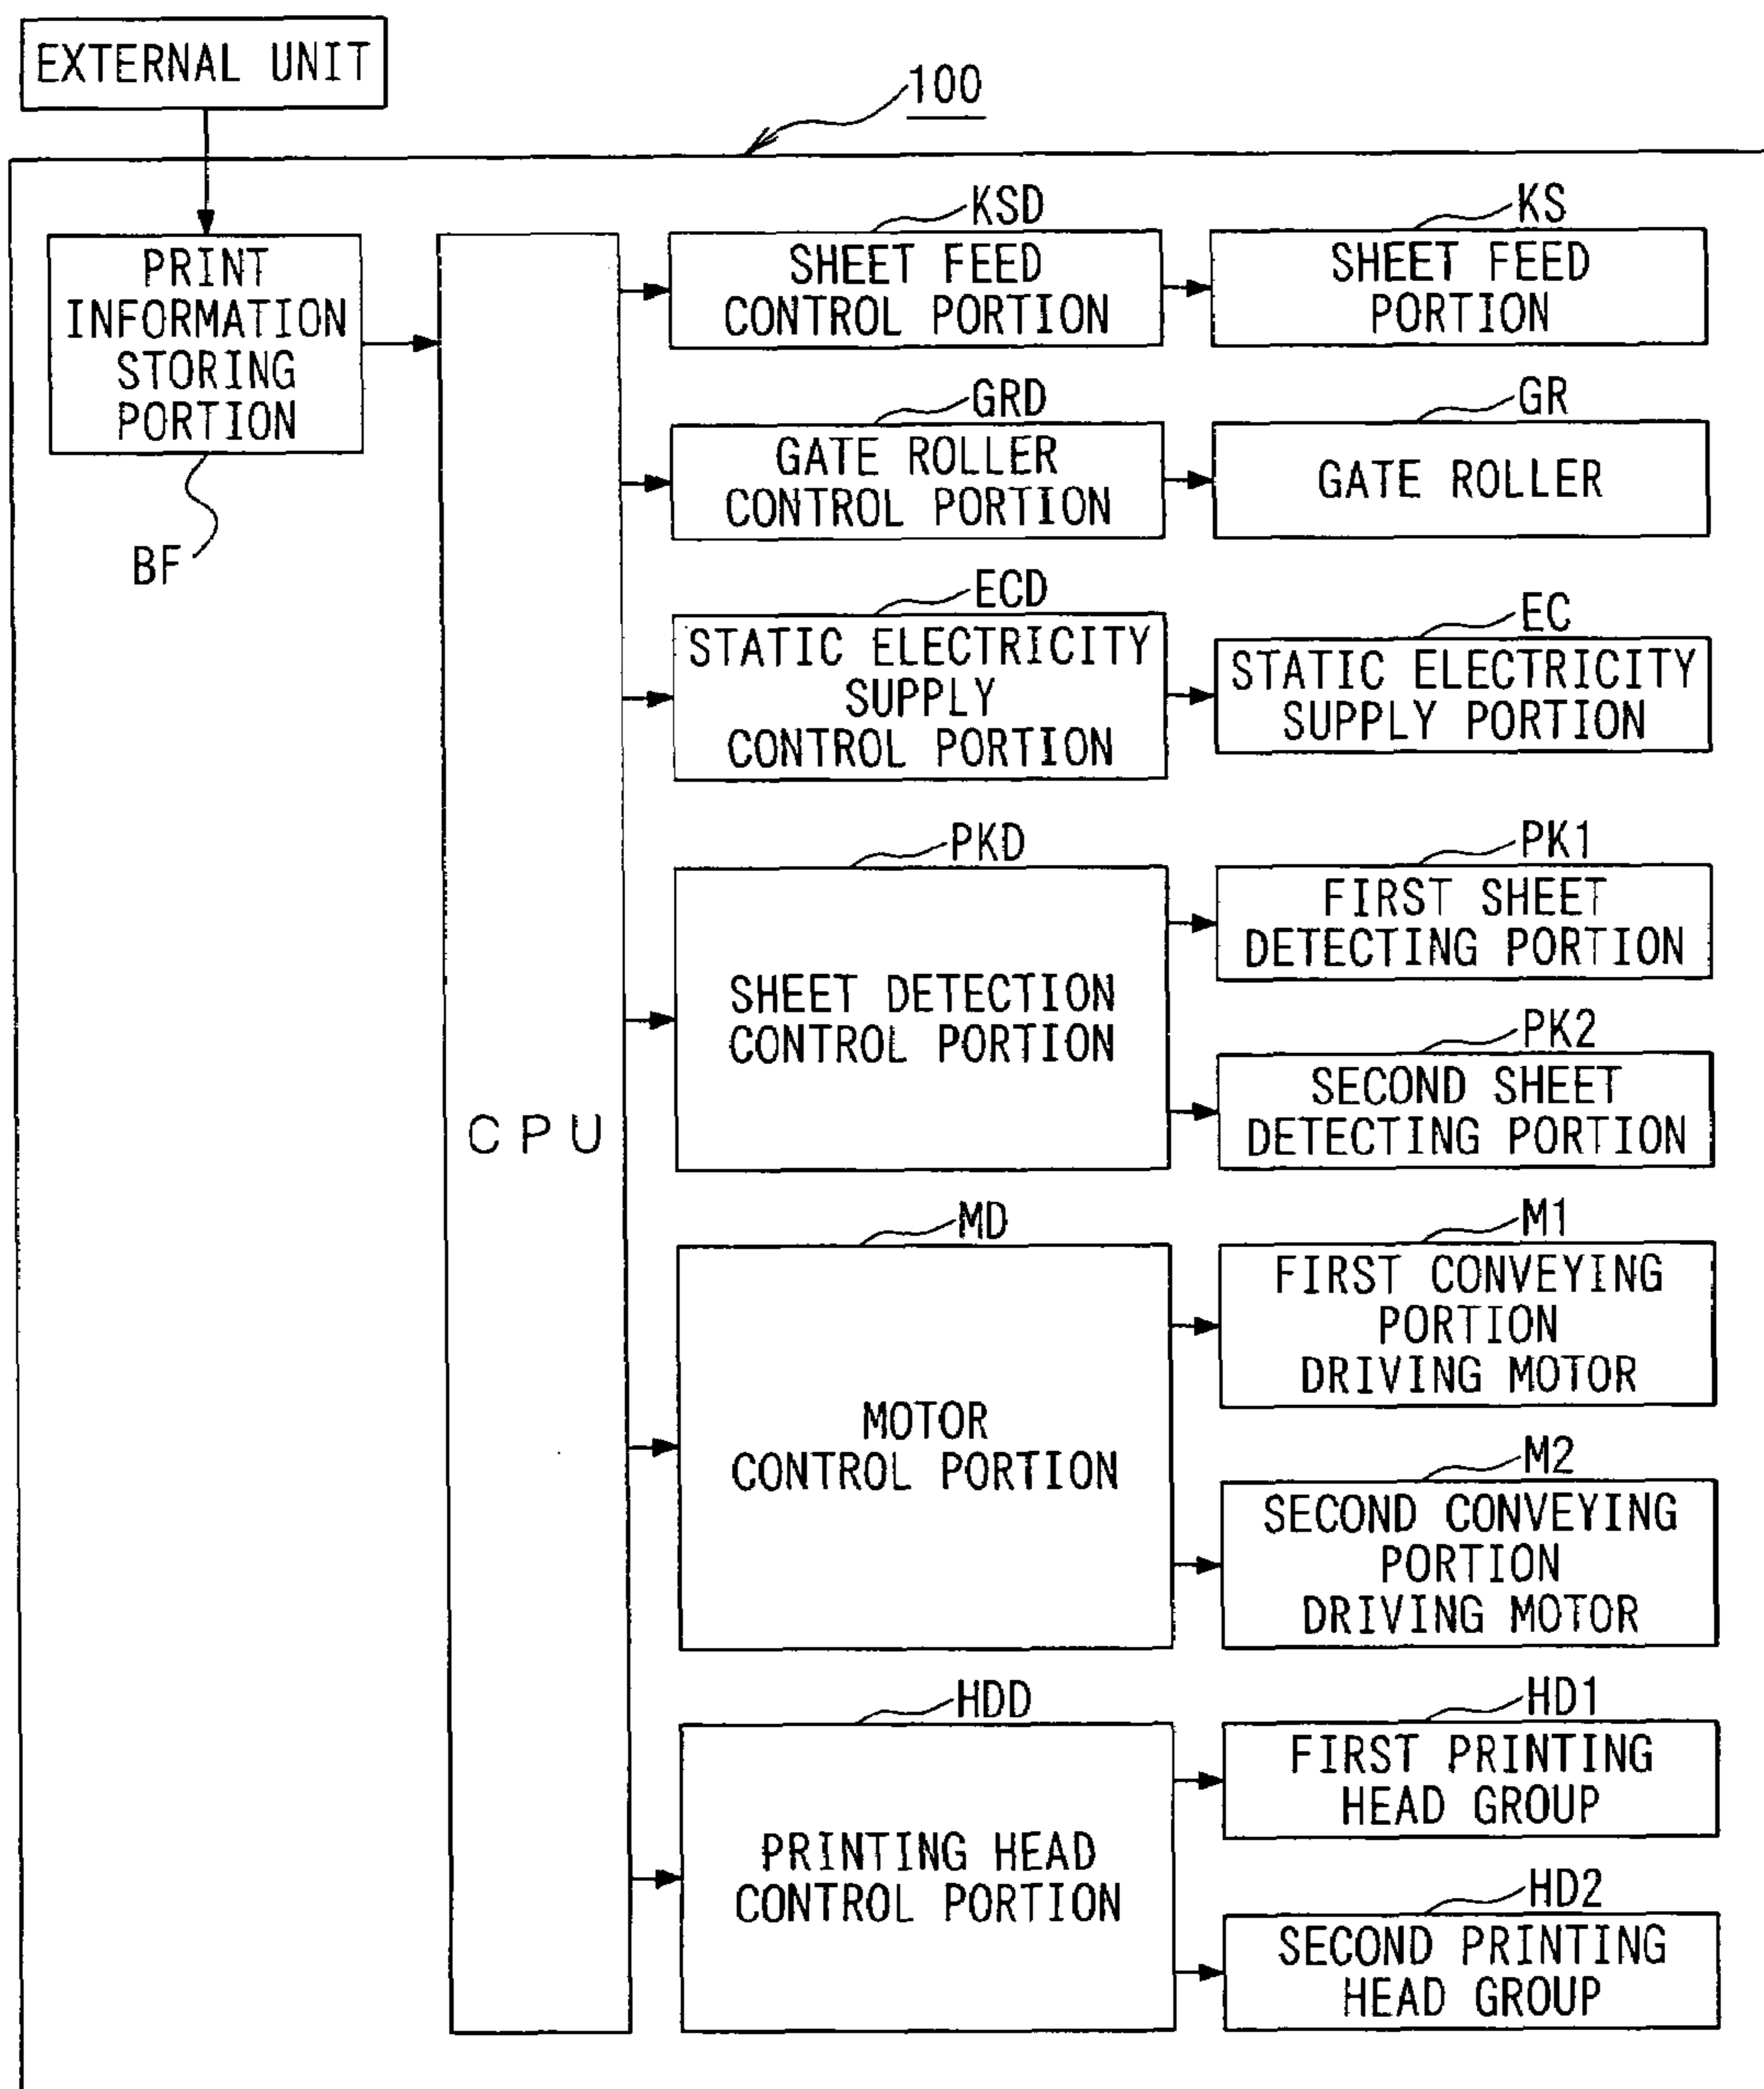 EXTERNAL UNIT
100
PRINT
INFORMATION
STORING
PORTION
BF
CPU
KSD
SHEET FEED
CONTROL PORTION
KS
SHEET FEED
PORTION
GRD
GATE ROLLER
CONTROL PORTION
GR
GATE ROLLER
ECD
STATIC ELECTRICITY
SUPPLY
CONTROL PORTION
EC
STATIC ELECTRICITY
SUPPLY PORTION
PKD
SHEET DETECTION
CONTROL PORTION
PK1
FIRST SHEET
DETECTING PORTION
PK2
SECOND SHEET
DETECTING PORTION
MD
MOTOR
CONTROL PORTION
M1
FIRST CONVEYING
PORTION
DRIVING MOTOR
M2
SECOND CONVEYING
PORTION
DRIVING MOTOR
HDD
PRINTING HEAD
CONTROL PORTION
HD1
FIRST PRINTING
HEAD GROUP
HD2
SECOND PRINTING
HEAD GROUP